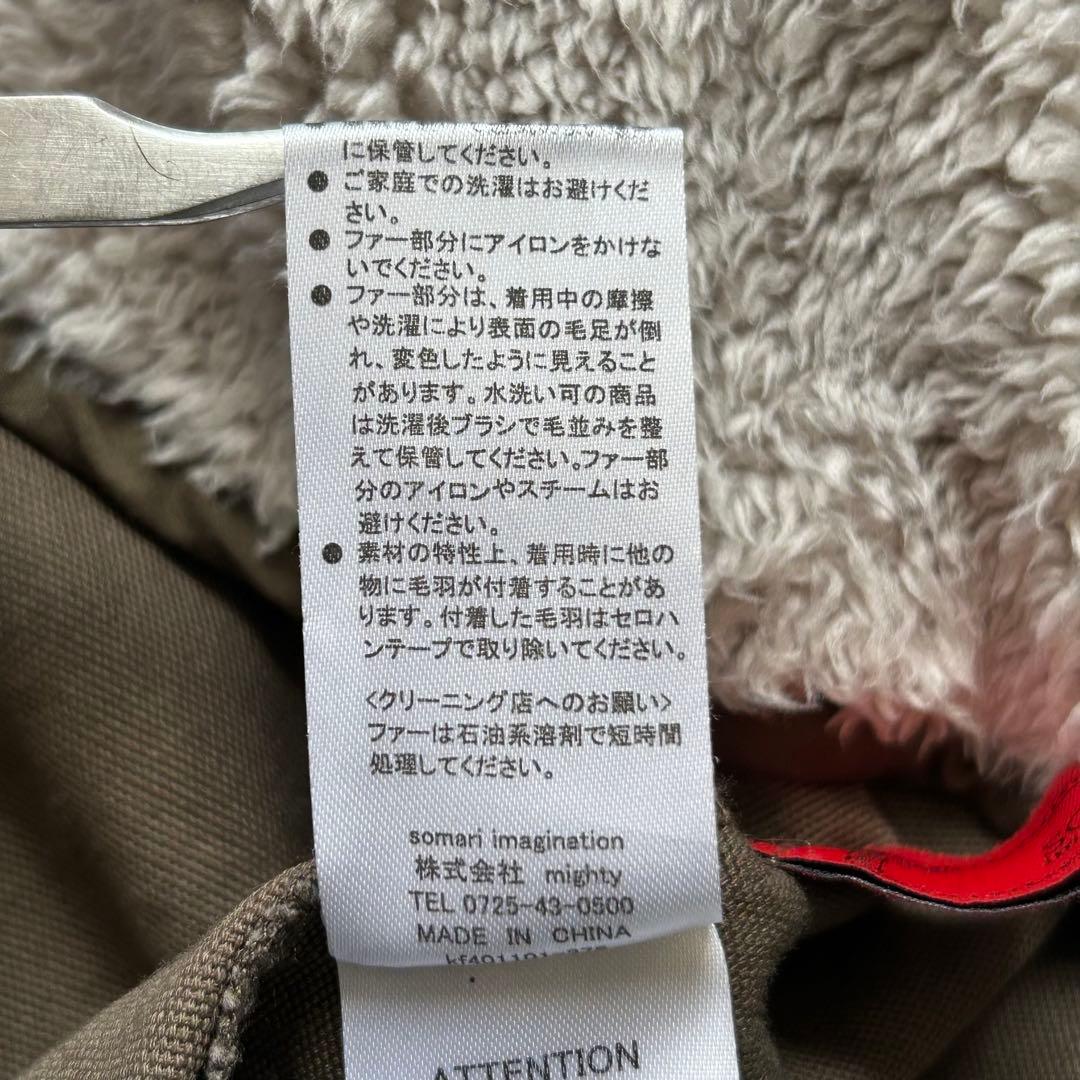 に保管してください。
● ご家庭での洗濯はお避けくだ
さい。
● ファー部分にアイロンをかけな
いでください。
● ファー部分は、着用中の摩擦
や洗濯により表面の毛足が倒
れ、変色したように見えること
があります。水洗い可の商品
は洗濯後ブラシで毛並みを整
えて保管してください。ファー部
分のアイロンやスチームはお
避けください。
● 素材の特性上、着用時に他の
物に毛羽が付着することがあ
ります。付着した毛羽はセロハ
ンテープで取り除いてください。
<クリーニング店へのお願い>
ファーは石油系溶剤で短時間
処理してください。
somari imagination
株式会社 mighty
TEL 0725-43-0500
MADE IN CHINA
ATTENTION